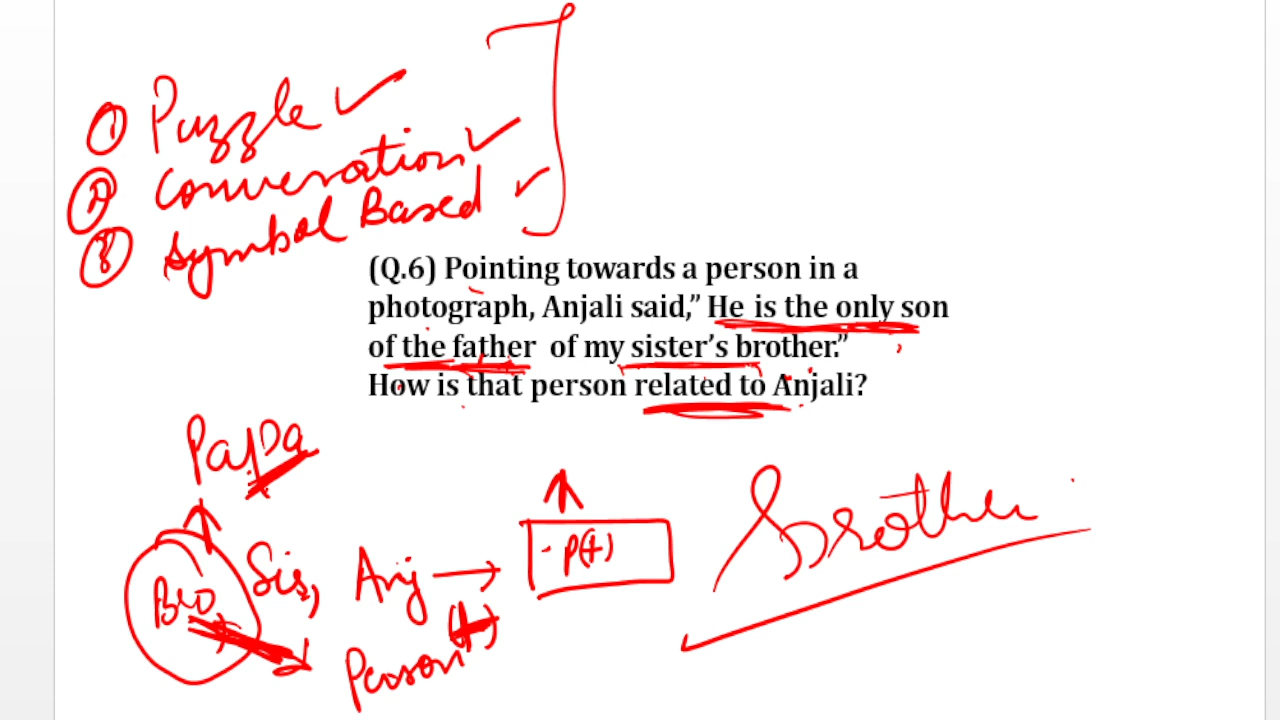 ① Puzzle ✓
② Conversation ✓
③ Symbol Based ✓
(Q.6) Pointing towards a person in a
photograph, Anjali said,” He is the only son
of the father of my sister’s brother.”
How is that person related to Anjali?
Papa
Bro, Sis, Anj → P(+)
Person (+)
brother